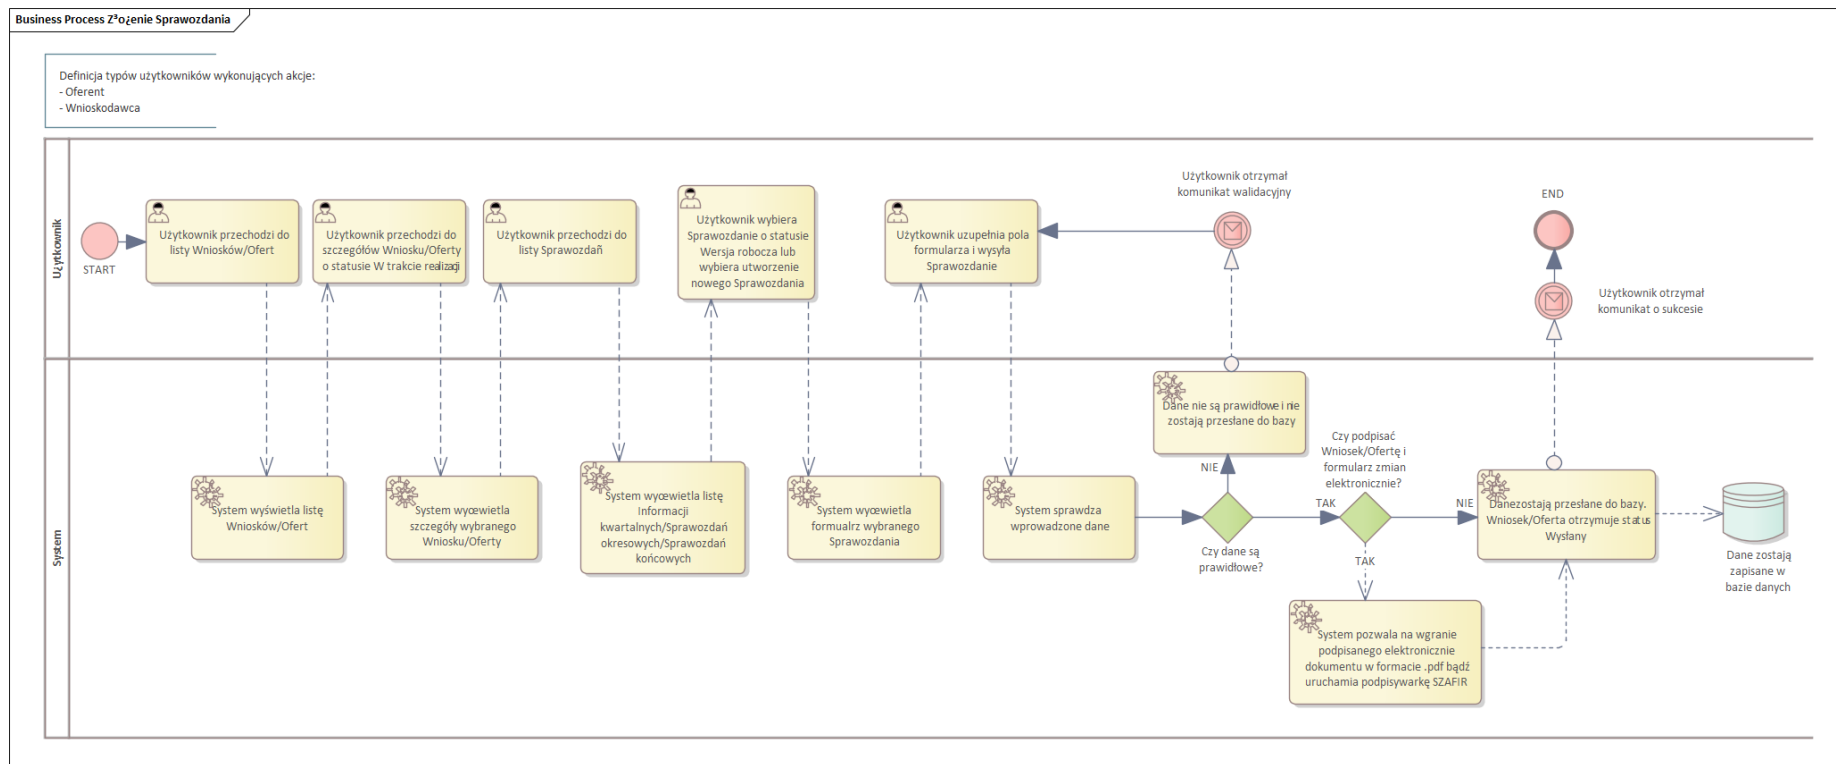 Business Process Z³o¿enie Sprawozdania
Definicja typów użytkowników wykonujących akcje:
- Oferent
- Wnioskodawca
U¿ytkownik
START
Użytkownik przechodzi do
listy Wniosków/Ofert
Użytkownik przechodzi do
szczegółów Wniosku/Oferty
o statusie W trakcie realizacji
Użytkownik przechodzi do
listy Sprawozdañ
Użytkownik wybiera
Sprawozdanie o statusie
Wersja robocza lub
wybiera utworzenie
nowego Sprawozdania
Użytkownik uzupełnia pola
formularza i wysyła
Sprawozdanie
Użytkownik otrzymał
komunikat walidacyjny
END
Użytkownik otrzymał
komunikat o sukcesie
System
System wyświetla listę
Wniosków/Ofert
System wyœwietla
szczegóły wybranego
Wniosku/Oferty
System wyœwietla listę
Informacji
kwartalnych/Sprawozdań
okresowych/Sprawozdań
końcowych
System wyœwietla
formualrz wybranego
Sprawozdania
System sprawdza
wprowadzone dane
Dane nie są prawidłowe i nie
zostają przesłane do bazy
NIE
Czy dane są
prawidłowe?
TAK
Czy podpisać
Wniosek/Ofertę i
formularz zmian
elektronicznie?
NIE
TAK
System pozwala na wgranie
podpisanego elektronicznie
dokumentu w formacie .pdf bądź
uruchamia podpisywarkę SZAFIR
Danezostają przesłane do bazy.
Wniosek/Oferta otrzymuje status
Wysłany
Dane zostają
zapisane w
bazie danych